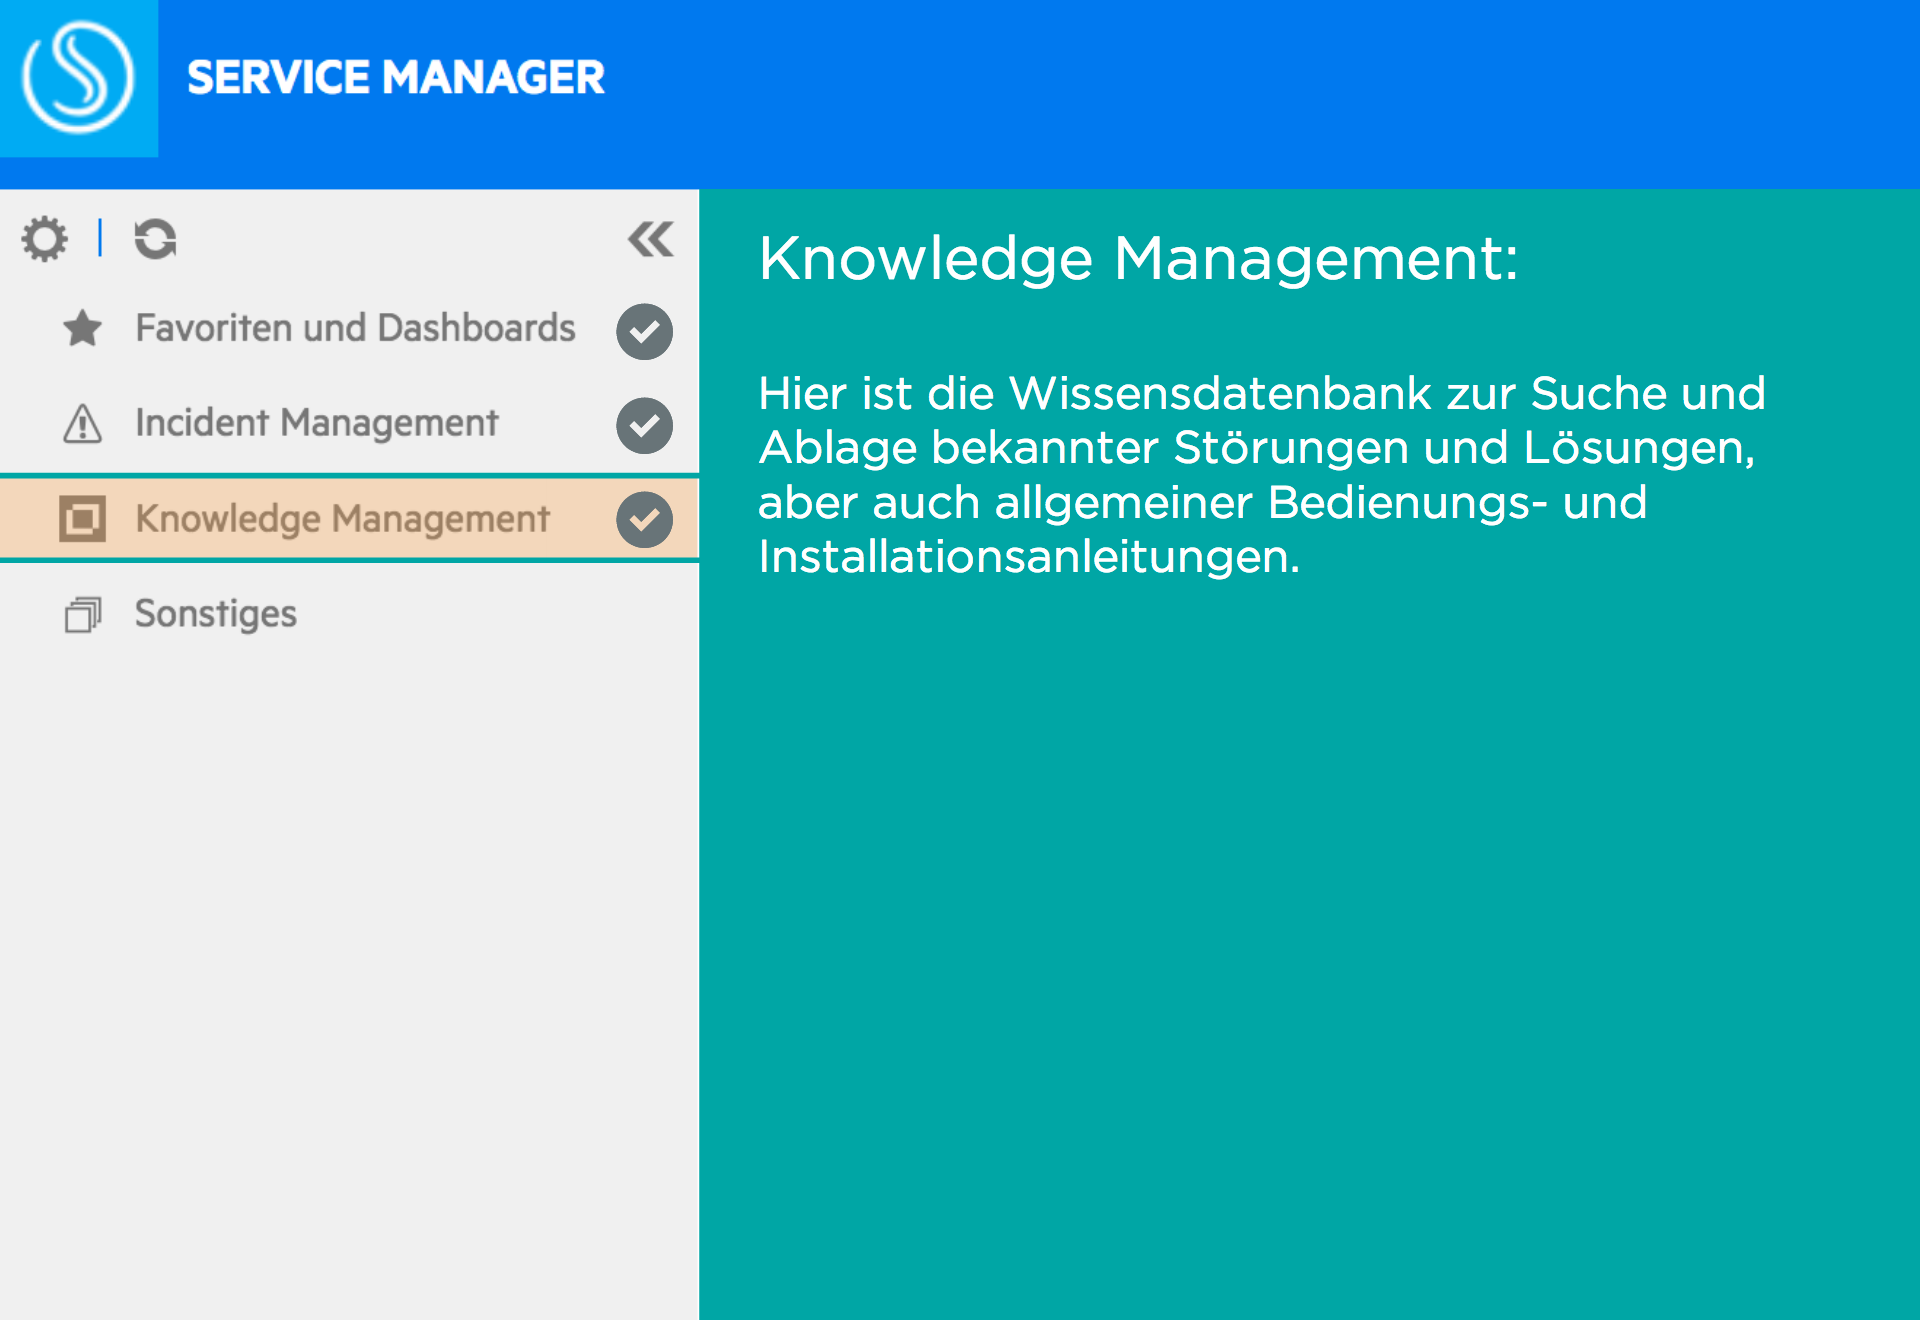 SERVICE MANAGER
Favoriten und Dashboards
Incident Management
Knowledge Management
Sonstiges
Knowledge Management:
Hier ist die Wissensdatenbank zur Suche und
Ablage bekannter Störungen und Lösungen,
aber auch allgemeiner Bedienungs- und
Installationsanleitungen.